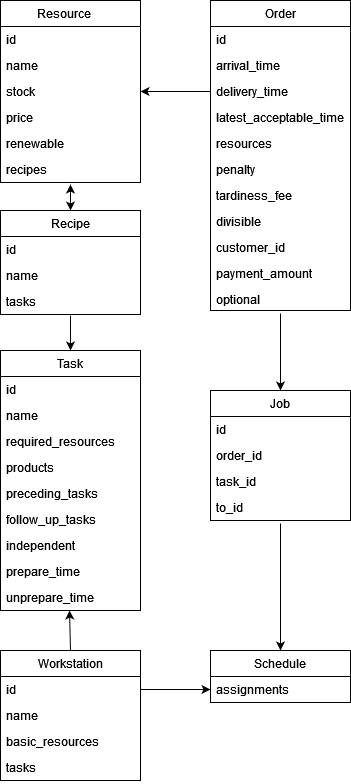 Resource
id
name
stock
price
renewable
recipes
Order
id
arrival_time
delivery_time
latest_acceptable_time
resources
penalty
tardiness_fee
divisible
customer_id
payment_amount
optional
Recipe
id
name
tasks
Task
id
name
required_resources
products
preceding_tasks
follow_up_tasks
independent
prepare_time
unprepare_time
Job
id
order_id
task_id
to_id
Workstation
id
name
basic_resources
tasks
Schedule
assignments